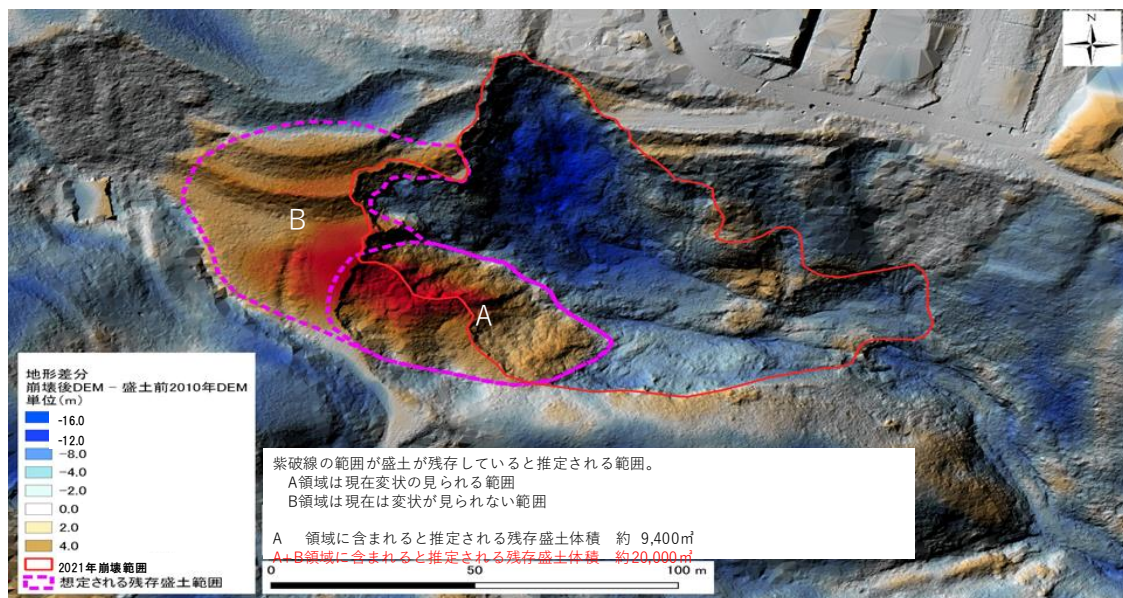 N
B
A
地形差分
崩壊後DEM － 盛土前2010年DEM
単位(m)
-16.0
-12.0
-8.0
-4.0
-2.0
0.0
2.0
4.0
2021年崩壊範囲
想定される残存盛土範囲
紫破線の範囲が盛土が残存していると推定される範囲。
A領域は現在変状の見られる範囲
B領域は現在は変状が見られない範囲
A　領域に含まれると推定される残存盛土体積　約 9,400㎥
A+B領域に含まれると推定される残存盛土体積　約20,000㎥
0 50 100 m